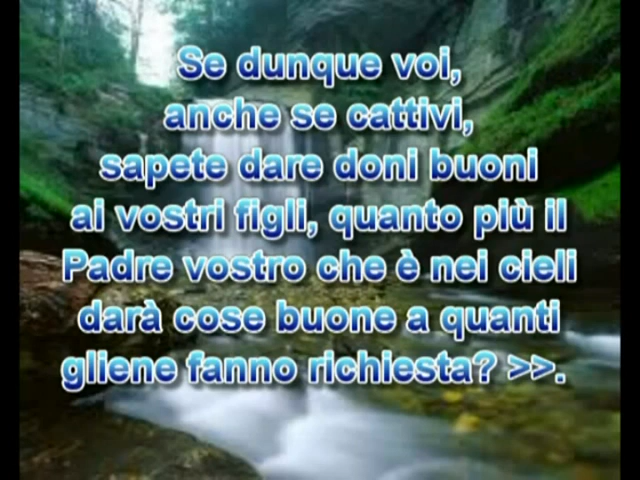 Se dunque voi,
anche se cattivi,
sapete dare doni buoni
ai vostri figli, quanto più il
Padre vostro che è nei cieli
darà cose buone a quanti
gliene fanno richiesta? >>.